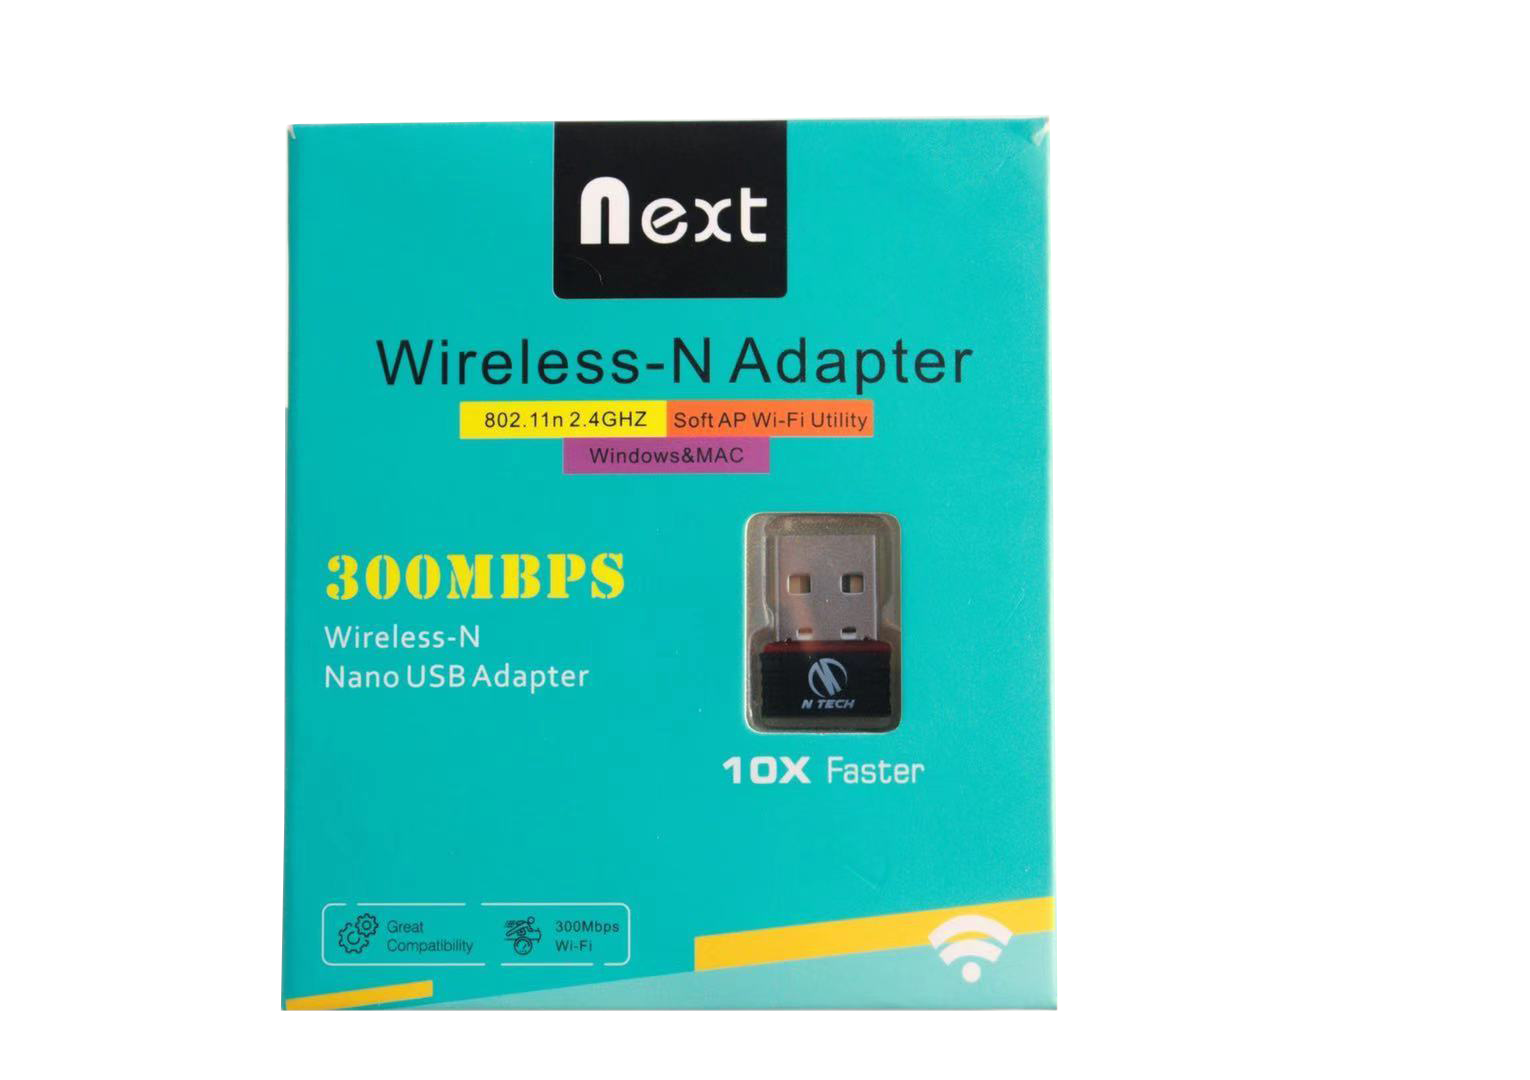 next
Wireless-N Adapter
802.11n 2.4GHZ Soft AP Wi-Fi Utility
Windows&MAC
300MBPS
Wireless-N
Nano USB Adapter
N TECH
10X Faster
Great
Compatibility
300Mbps
Wi-Fi